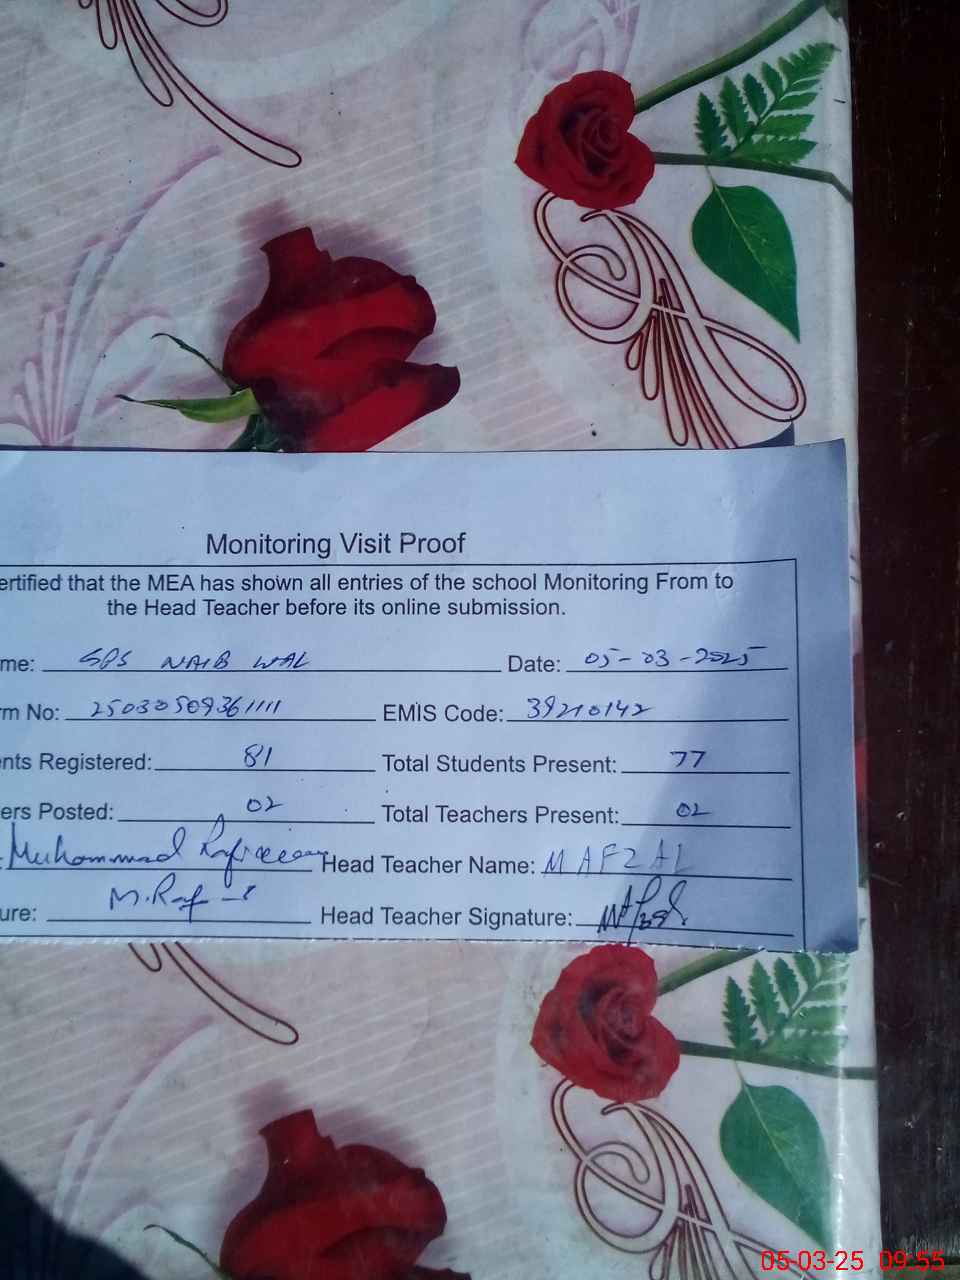 Monitoring Visit Proof
ertified that the MEA has shown all entries of the school Monitoring From to
the Head Teacher before its online submission.
me: GPS NAIB WAL Date: 05-03-2025
rm No: 25030509361111 EMIS Code: 39210142
nts Registered: 81 Total Students Present: 77
ers Posted: 02 Total Teachers Present: 02
Muhammad Head Teacher Name: M AFZAL
ure: M. Head Teacher Signature:
05-03-25 09:55